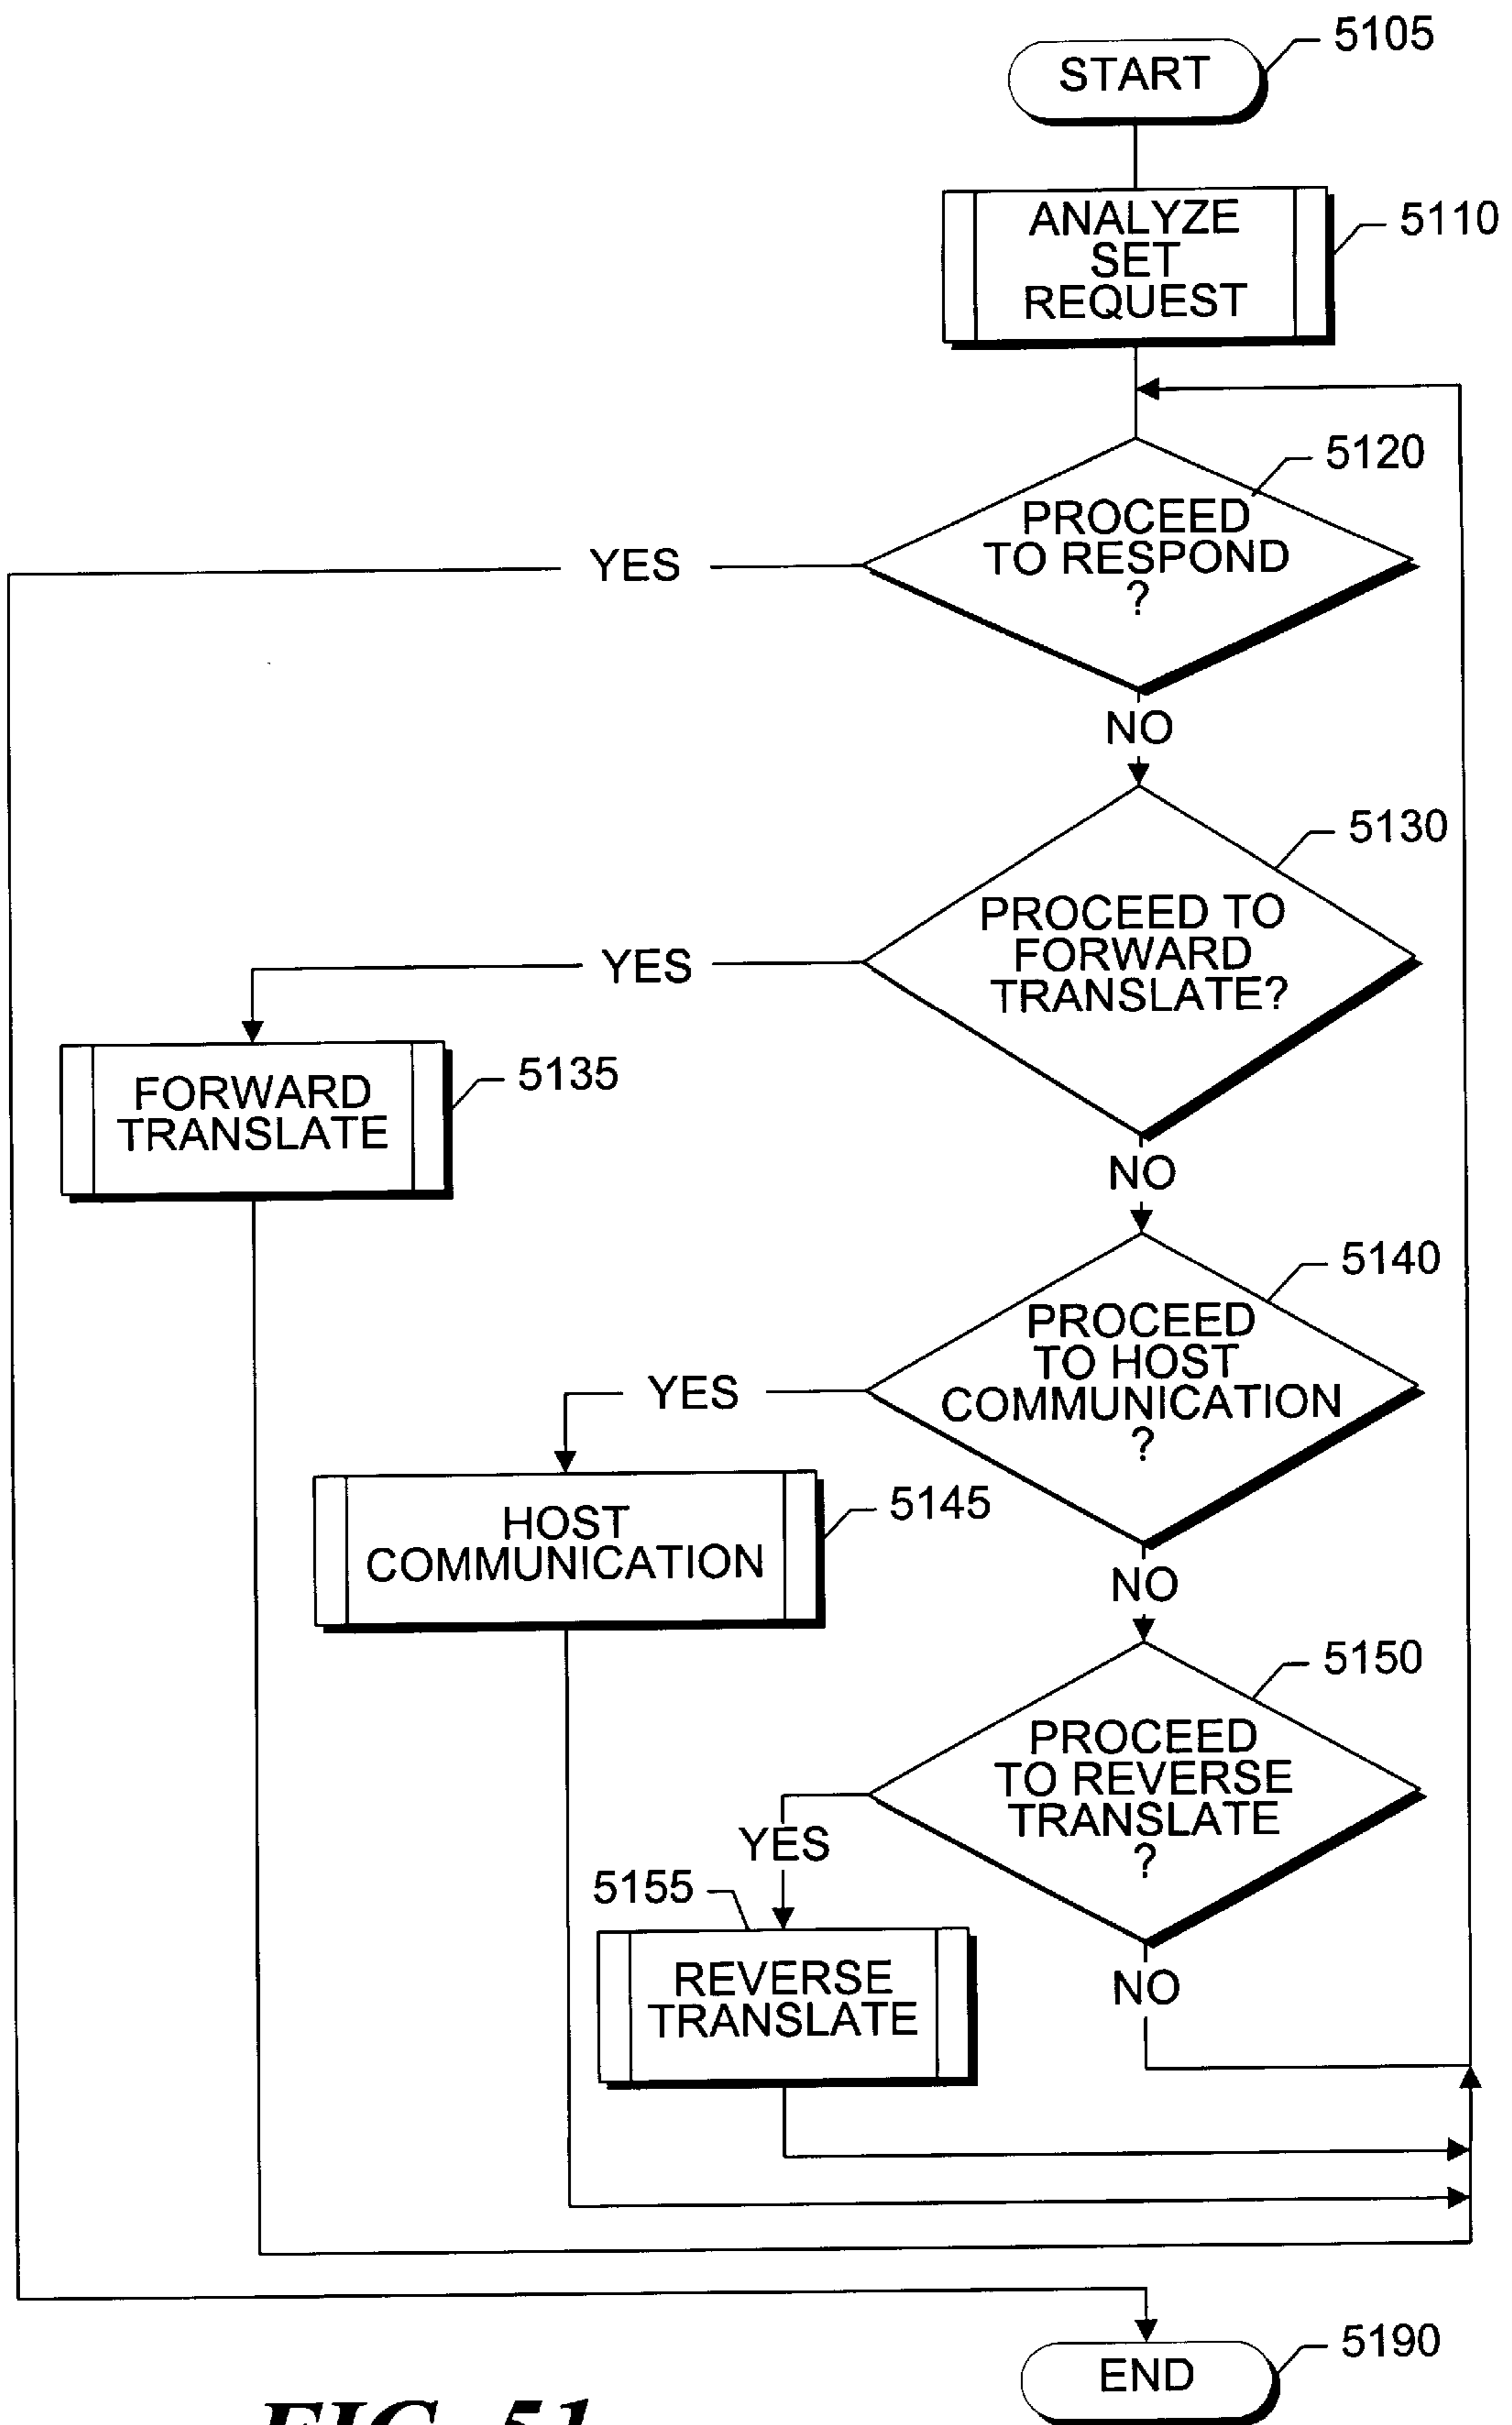 START
5105
ANALYZE
SET
REQUEST
5110
5120
PROCEED
TO RESPOND
?
YES
NO
5130
PROCEED TO
FORWARD
TRANSLATE?
YES
FORWARD
TRANSLATE
5135
NO
5140
PROCEED
TO HOST
COMMUNICATION
?
YES
HOST
COMMUNICATION
5145
NO
5150
PROCEED
TO REVERSE
TRANSLATE
?
YES
5155
REVERSE
TRANSLATE
NO
5190
END
FIG. 51